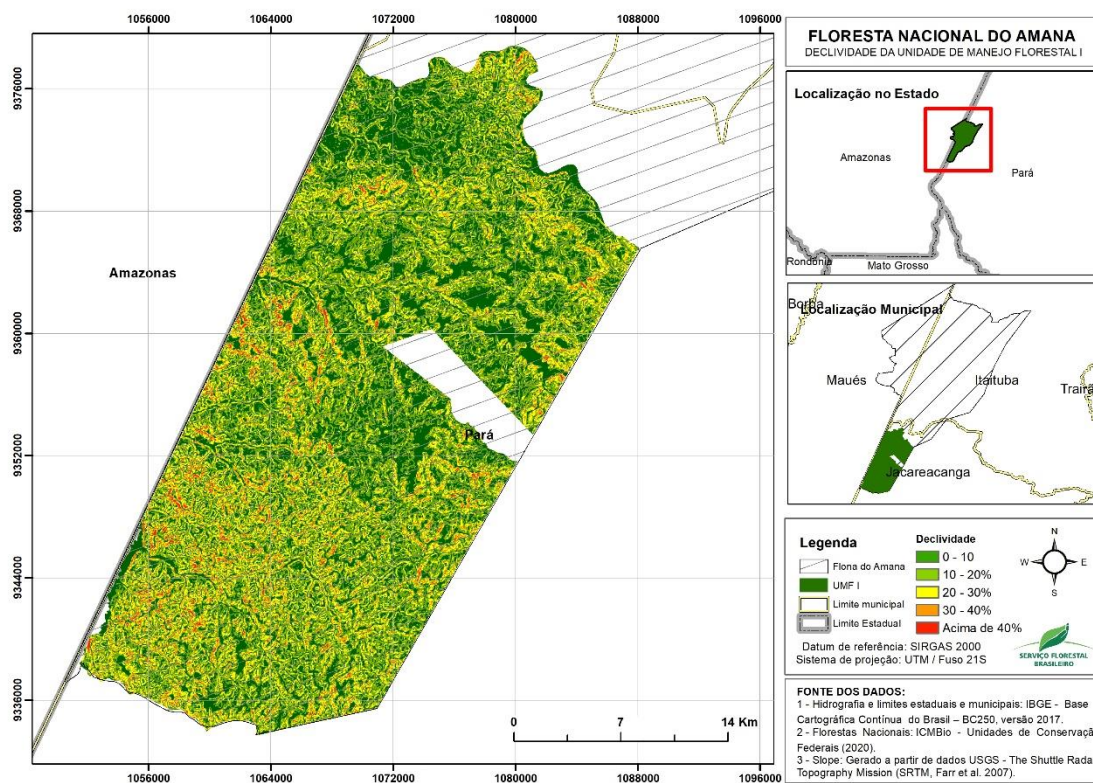 1056000 1064000 1072000 1080000 1088000 1096000
9376000
9368000
9360000
9352000
9344000
9336000
Amazonas
Pará
0 7 14 Km
1056000 1064000 1072000 1080000 1088000 1096000
FLORESTA NACIONAL DO AMANA
DECLIVIDADE DA UNIDADE DE MANEJO FLORESTAL I
Localização no Estado
Amazonas
Pará
Rondônia
Mato Grosso
Borba
Localização Municipal
Maués
Itaituba
Trairã
Jacareacanga
Legenda
Flona do Amana
UMF I
Limite municipal
Limite Estadual
Declividade
0 - 10
10 - 20%
20 - 30%
30 - 40%
Acima de 40%
N
W E
S
Datum de referência: SIRGAS 2000
Sistema de projeção: UTM / Fuso 21S
SERVIÇO FLORESTAL
BRASILEIRO
FONTE DOS DADOS:
1 - Hidrografia e limites estaduais e municipais: IBGE - Base
Cartográfica Contínua do Brasil – BC250, versão 2017.
2 - Florestas Nacionais: ICMBio - Unidades de Conservaçã
Federais (2020).
3 - Slope: Gerado a partir de dados USGS - The Shuttle Rada
Topography Mission (SRTM, Farr et al. 2007).